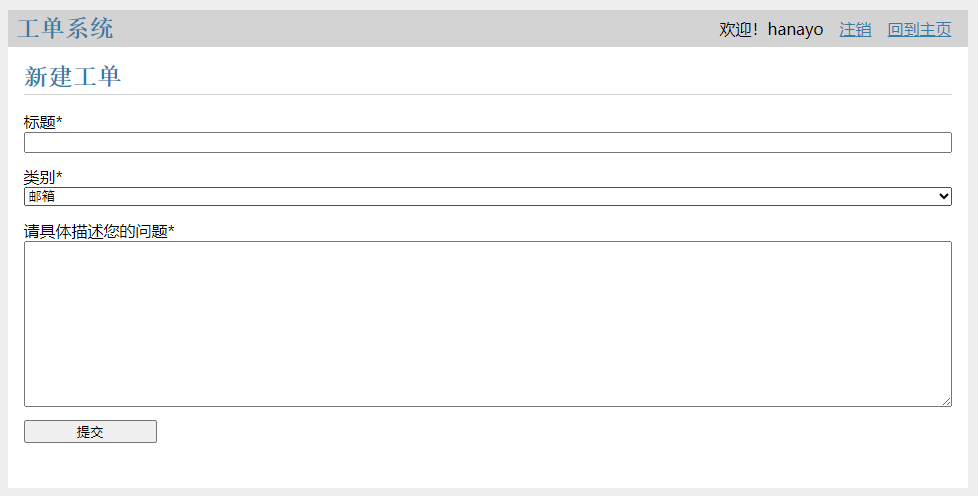 工单系统 欢迎！hanayo 注销 回到主页
新建工单
标题*
类别*
邮箱
请具体描述您的问题*
提交